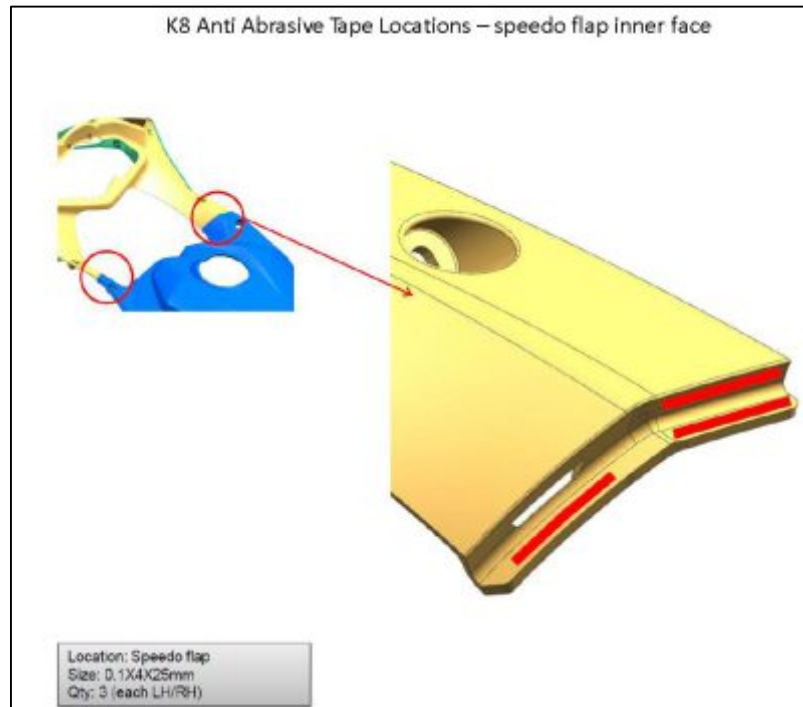 K8 Anti Abrasive Tape Locations – speedo flap inner face
Location: Speedo flap
Size: 0.1X4X25mm
Qty: 3 (each LH/RH)